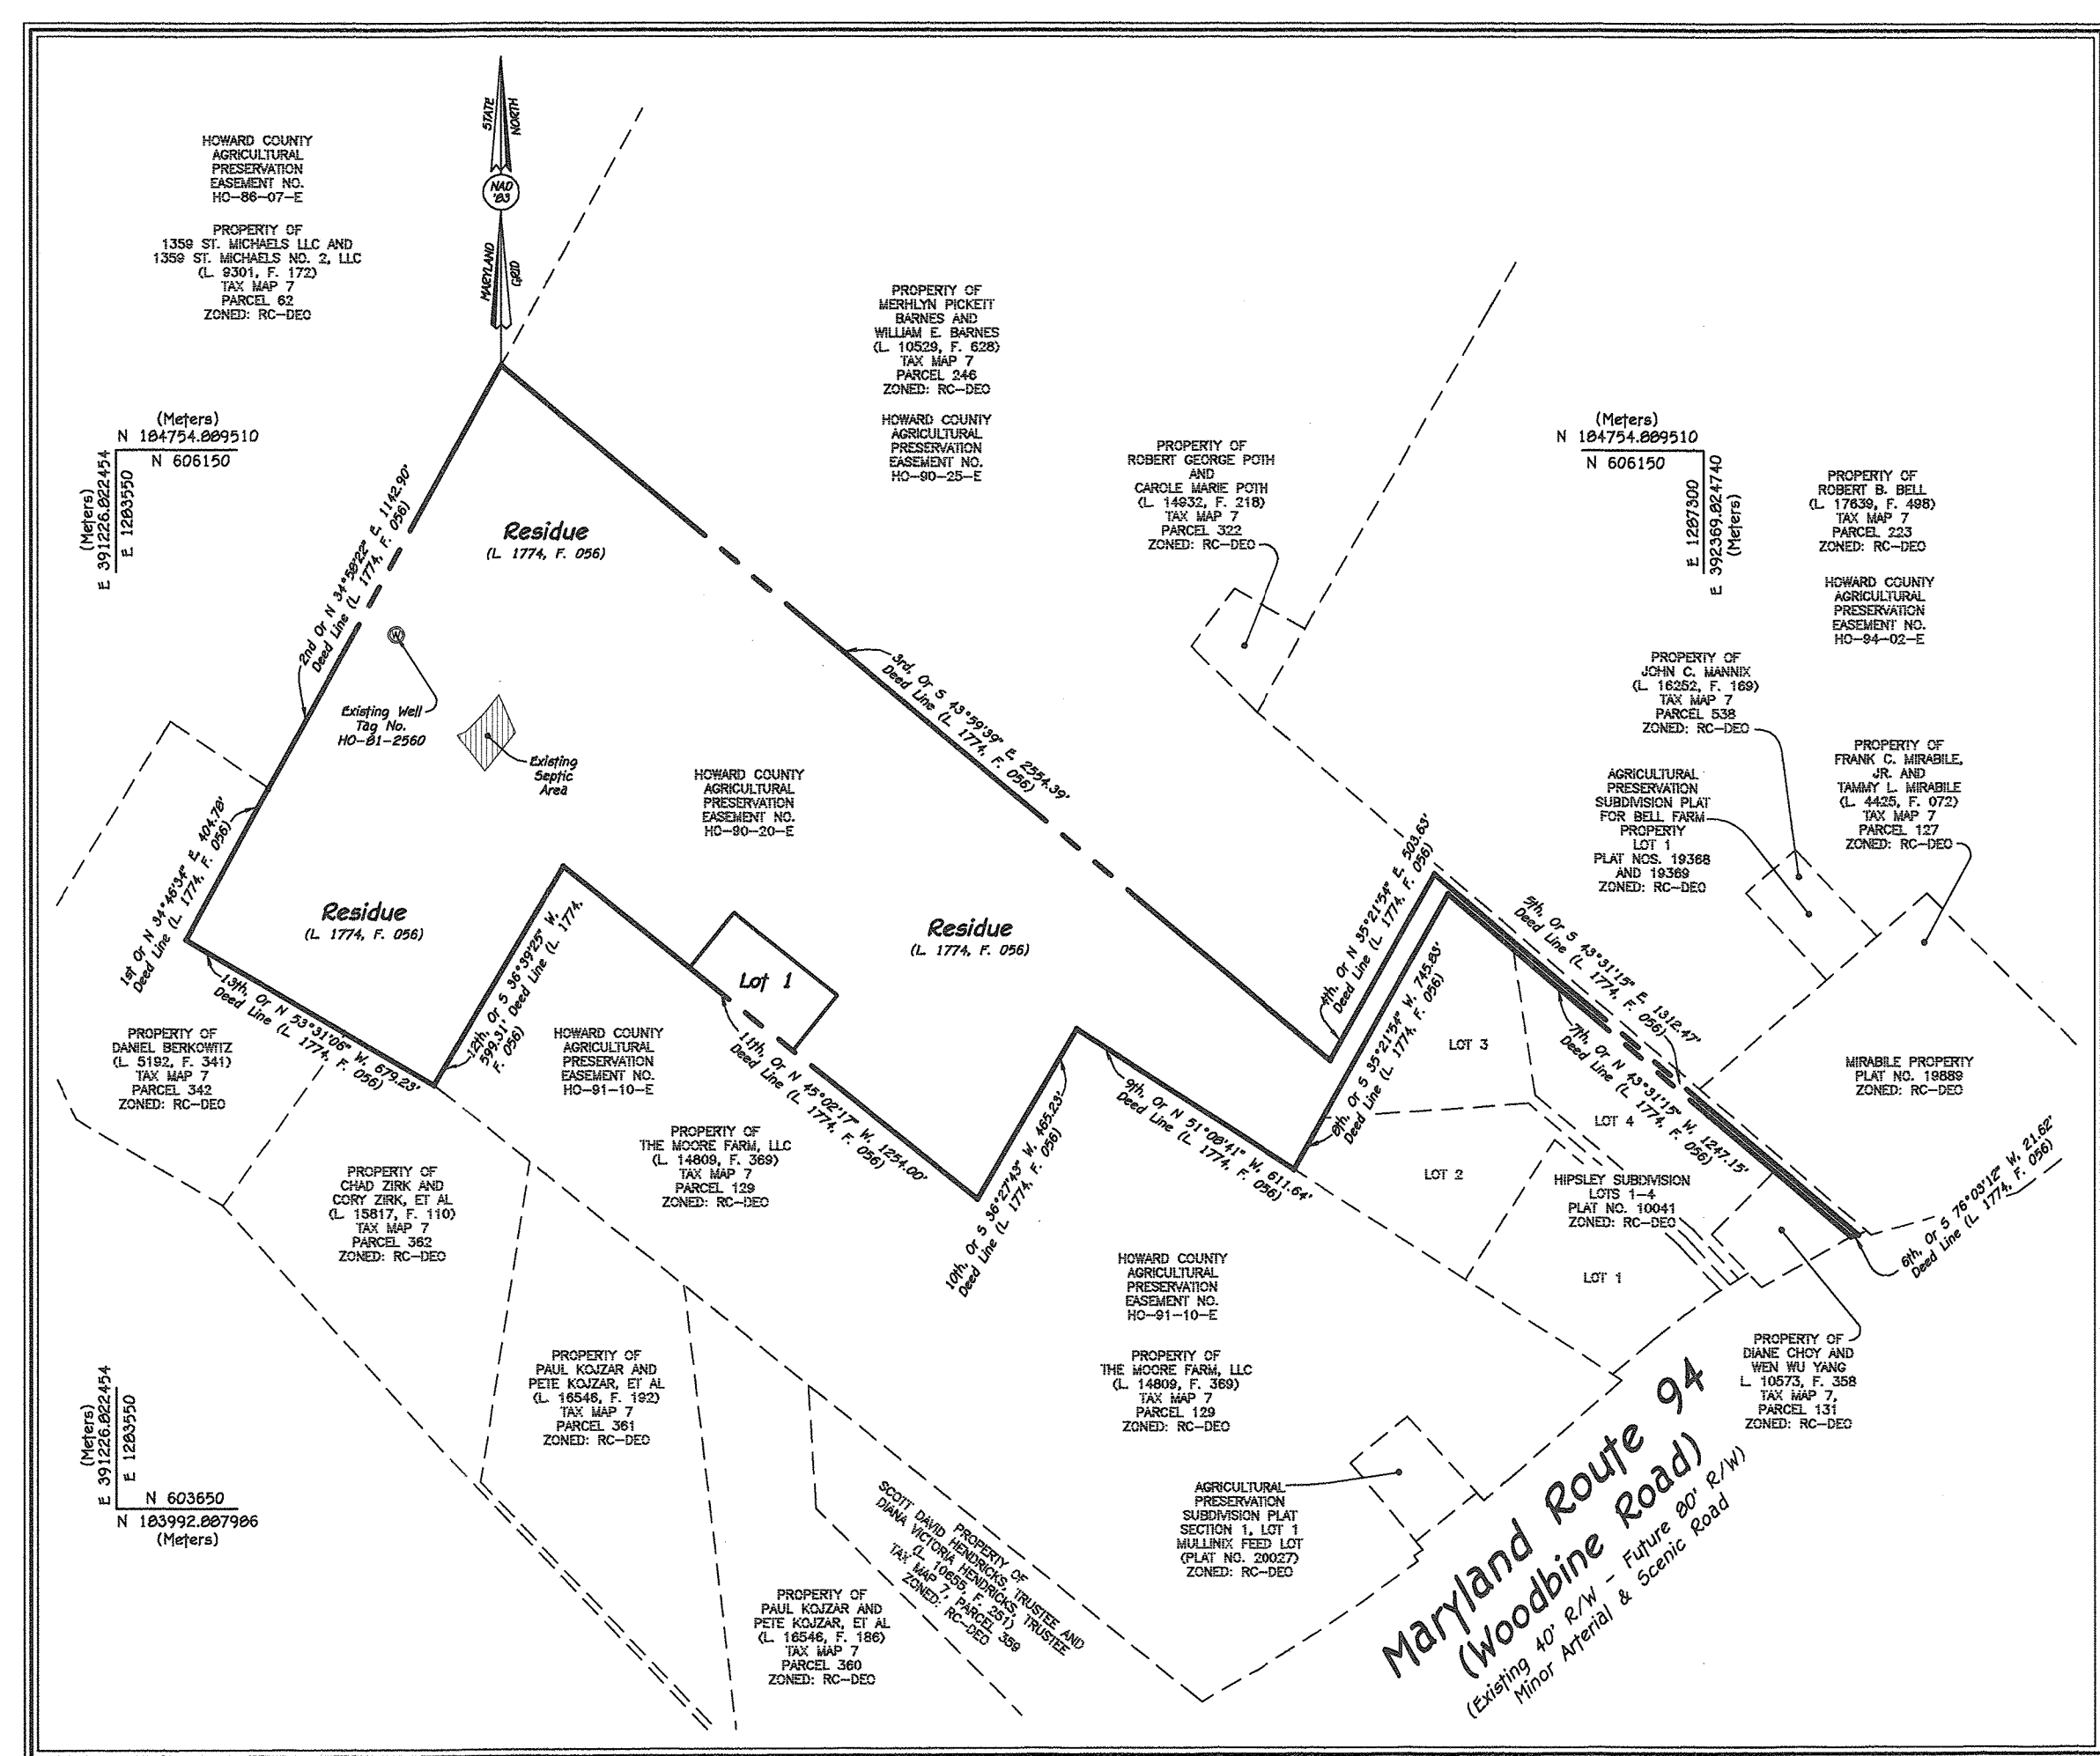 HOWARD COUNTY
AGRICULTURAL
PRESERVATION
EASEMENT NO.
HO-86-07-E
PROPERTY OF
1359 ST. MICHAELS LLC AND
1359 ST. MICHAELS NO. 2, LLC
(L. 9301, F. 172)
TAX MAP 7
PARCEL 62
ZONED: RC-DEO
STATE
NORTH
NAD
'83
MARYLAND
GRID
PROPERTY OF
MERHLYN PICKETT
BARNES AND
WILLIAM E. BARNES
(L. 10529, F. 628)
TAX MAP 7
PARCEL 246
ZONED: RC-DEO
HOWARD COUNTY
AGRICULTURAL
PRESERVATION
EASEMENT NO.
HO-90-25-E
(Meters)
N 184754.889510
N 606150
E 1283550
E 391226.822454
(Meters)
PROPERTY OF
ROBERT GEORGE POTH
AND
CAROLE MARIE POTH
(L. 14932, F. 218)
TAX MAP 7
PARCEL 322
ZONED: RC-DEO
(Meters)
N 184754.889510
N 606150
E 1287300
E 392369.824740
(Meters)
PROPERTY OF
ROBERT B. BELL
(L. 17639, F. 498)
TAX MAP 7
PARCEL 223
ZONED: RC-DEO
HOWARD COUNTY
AGRICULTURAL
PRESERVATION
EASEMENT NO.
HO-94-02-E
2nd Or N 34°58'22" E. 1142.90'
Deed Line (L. 1774, F. 056)
Residue
(L. 1774, F. 056)
W
Existing Well
Tag No.
HO-81-2560
Existing
Septic
Area
3rd, Or S 43°59'39" E. 2554.39'
Deed Line (L. 1774, F. 056)
HOWARD COUNTY
AGRICULTURAL
PRESERVATION
EASEMENT NO.
HO-90-20-E
PROPERTY OF
JOHN C. MANNIX
(L. 16252, F. 169)
TAX MAP 7
PARCEL 538
ZONED: RC-DEO
PROPERTY OF
FRANK C. MIRABILE,
JR. AND
TAMMY L. MIRABILE
(L. 4425, F. 072)
TAX MAP 7
PARCEL 127
ZONED: RC-DEO
AGRICULTURAL
PRESERVATION
SUBDIVISION PLAT
FOR BELL FARM
PROPERTY
LOT 1
PLAT NOS. 19368
AND 19369
ZONED: RC-DEO
1st Or N 34°46'34" E. 404.78'
Deed Line (L. 1774, F. 056)
Residue
(L. 1774, F. 056)
Residue
(L. 1774, F. 056)
Lot 1
4th, Or N 35°21'54" E. 503.63'
Deed Line (L. 1774, F. 056)
5th, Or S 43°31'15" E. 1312.47'
Deed Line (L. 1774, F. 056)
13th, Or N 53°31'06" W. 679.23'
Deed Line (L. 1774, F. 056)
12th, Or S 36°39'25" W.
599.31' Deed Line (L. 1774,
F. 056)
11th, Or N 45°02'17" W. 1254.00'
Deed Line (L. 1774, F. 056)
10th, Or S 36°27'43" W. 465.23'
Deed Line (L. 1774, F. 056)
9th, Or N 51°08'41" W. 611.64'
Deed Line (L. 1774, F. 056)
8th, Or S 35°21'54" W. 745.83'
Deed Line (L. 1774, F. 056)
7th, Or N 43°31'15" W. 1247.15'
Deed Line (L. 1774, F. 056)
6th, Or S 76°03'12" W. 21.62'
Deed Line (L. 1774, F. 056)
PROPERTY OF
DANIEL BERKOWITZ
(L. 5192, F. 341)
TAX MAP 7
PARCEL 342
ZONED: RC-DEO
HOWARD COUNTY
AGRICULTURAL
PRESERVATION
EASEMENT NO.
HO-91-10-E
PROPERTY OF
THE MOORE FARM, LLC
(L. 14809, F. 369)
TAX MAP 7
PARCEL 129
ZONED: RC-DEO
LOT 3
LOT 4
LOT 2
HIPSLEY SUBDIVISION
LOTS 1-4
PLAT NO. 10041
ZONED: RC-DEO
LOT 1
MIRABILE PROPERTY
PLAT NO. 19889
ZONED: RC-DEO
PROPERTY OF
CHAD ZIRK AND
CORY ZIRK, ET AL
(L. 15817, F. 110)
TAX MAP 7
PARCEL 362
ZONED: RC-DEO
HOWARD COUNTY
AGRICULTURAL
PRESERVATION
EASEMENT NO.
HO-91-10-E
PROPERTY OF
THE MOORE FARM, LLC
(L. 14809, F. 369)
TAX MAP 7
PARCEL 129
ZONED: RC-DEO
PROPERTY OF
DIANE CHOY AND
WEN WU YANG
L. 10573, F. 358
TAX MAP 7,
PARCEL 131
ZONED: RC-DEO
PROPERTY OF
PAUL KOJZAR AND
PETE KOJZAR, ET AL
(L. 16546, F. 192)
TAX MAP 7
PARCEL 361
ZONED: RC-DEO
(Meters)
E 391226.822454
E 1283550
N 603650
N 183992.887986
(Meters)
PROPERTY OF
SCOTT DAVID HENDRICKS, TRUSTEE AND
DIANA VICTORIA HENDRICKS, TRUSTEE
(L. 10655, F. 251)
TAX MAP 7, PARCEL 359
ZONED: RC-DEO
AGRICULTURAL
PRESERVATION
SUBDIVISION PLAT
SECTION 1, LOT 1
MULLINIX FEED LOT
(PLAT NO. 20027)
ZONED: RC-DEO
PROPERTY OF
PAUL KOJZAR AND
PETE KOJZAR, ET AL
(L. 16546, F. 186)
TAX MAP 7
PARCEL 360
ZONED: RC-DEO
Maryland Route 94
(Woodbine Road)
(Existing 40' R/W - Future 80' R/W)
Minor Arterial & Scenic Road